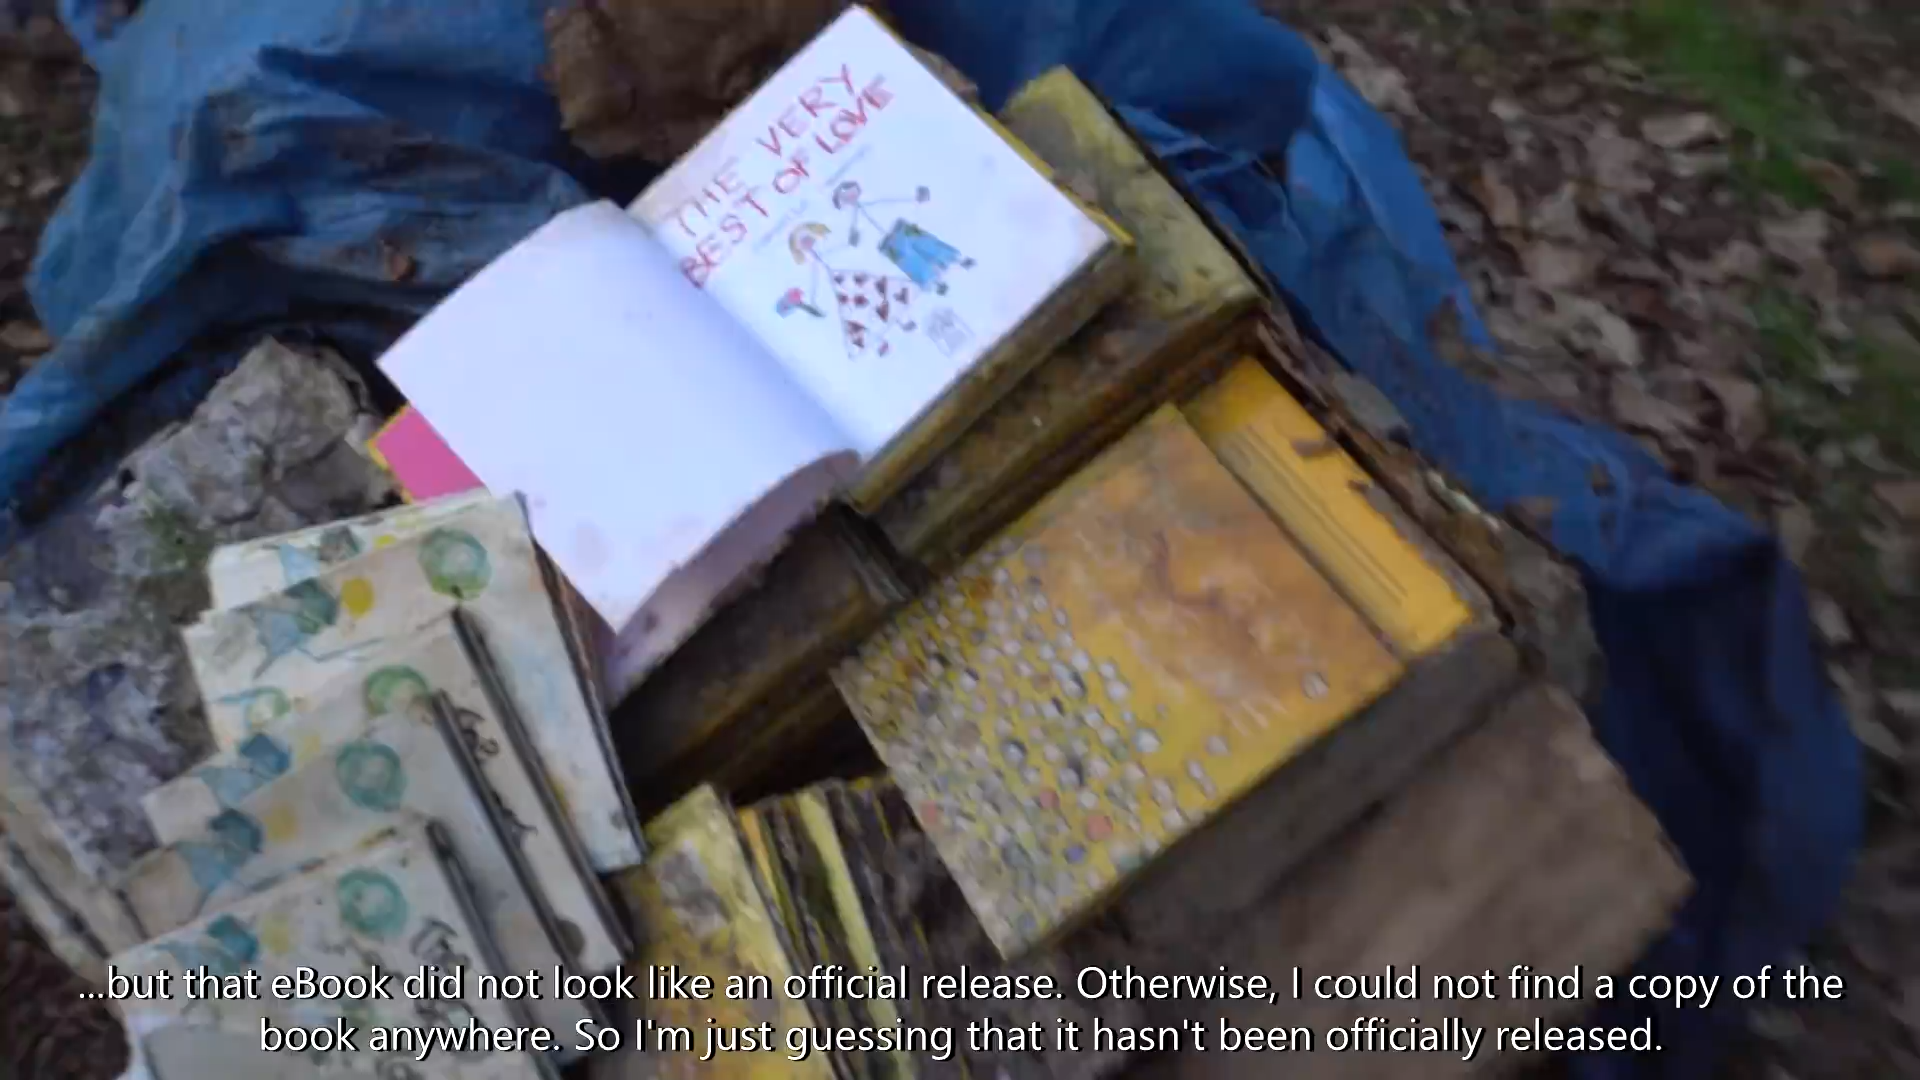 THE VERY
BEST OF LOVE
...but that eBook did not look like an official release. Otherwise, I could not find a copy of the
book anywhere. So I'm just guessing that it hasn't been officially released.